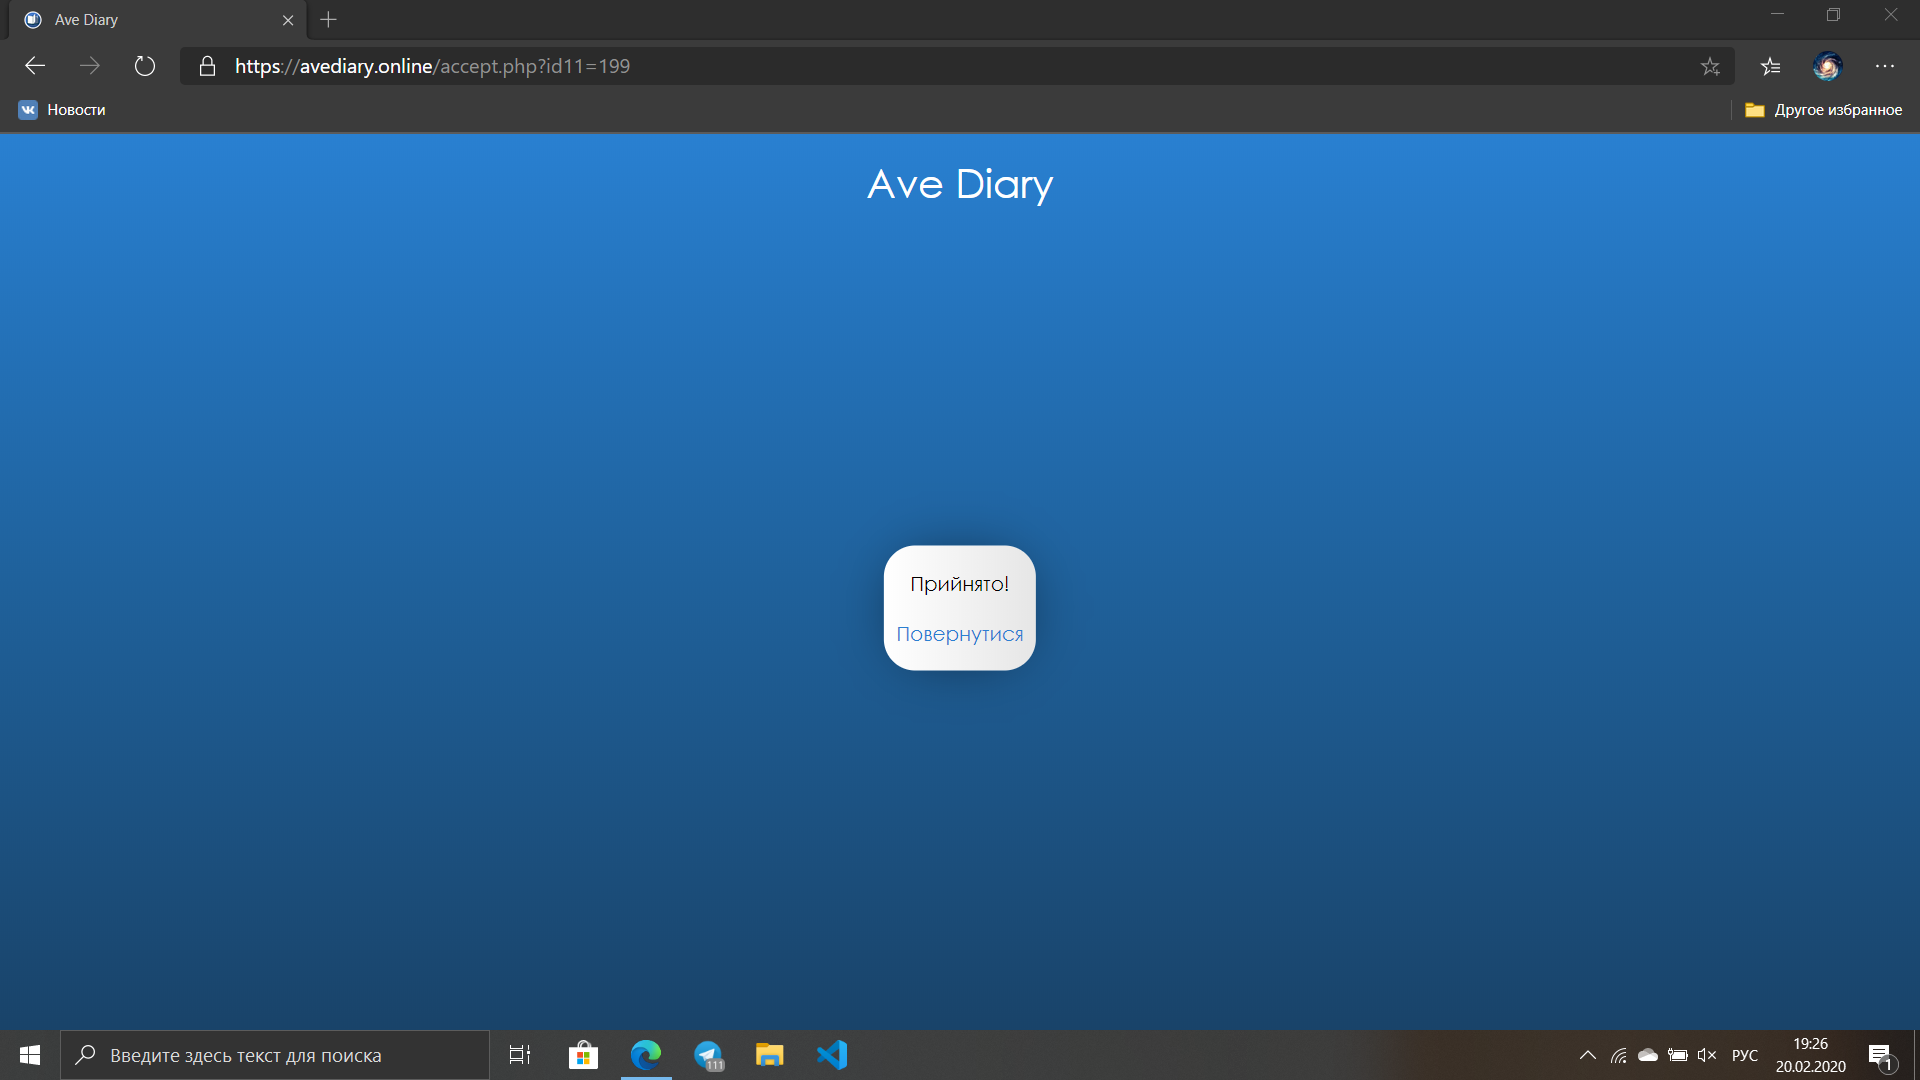 Ave Diary
https://avediary.online/accept.php?id11=199
Новости
Другое избранное
Ave Diary
Прийнято!
Повернутися
Введите здесь текст для поиска
111
РУС
19:26
20.02.2020
1